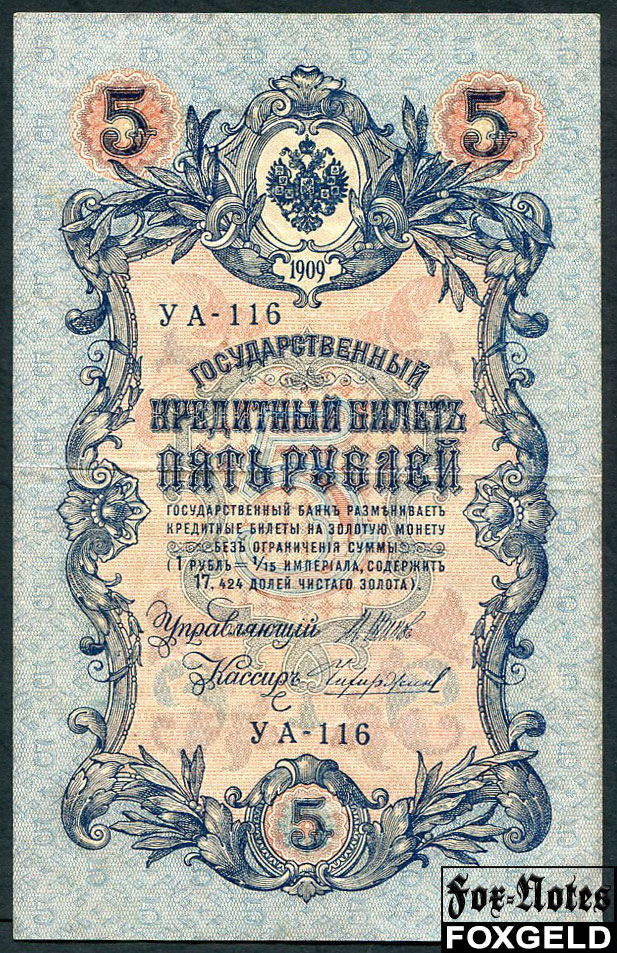 5 5
1909
УА-116
ГОСУДАРСТВЕННЫЙ
КРЕДИТНЫЙ БИЛЕТЪ
ПЯТЬ РУБЛЕЙ
ГОСУДАРСТВЕННЫЙ БАНКЪ РАЗМѢНИВАЕТЪ
КРЕДИТНЫЕ БИЛЕТЫ НА ЗОЛОТУЮ МОНЕТУ
БЕЗЪ ОГРАНИЧЕНІЯ СУММЫ
(1 РУБЛЬ = 1/15 ИМПЕРІАЛА, СОДЕРЖИТЪ
17,424 ДОЛЕЙ ЧИСТАГО ЗОЛОТА).
Управляющій
Кассиръ
УА-116
5
Fox-Notes
FOXGELD